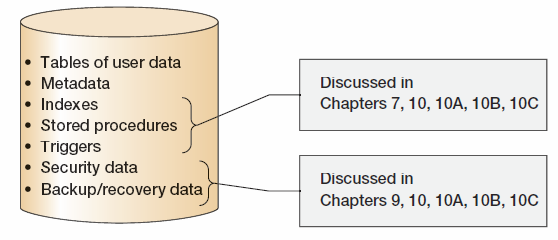 • Tables of user data
• Metadata
• Indexes
• Stored procedures
• Triggers
• Security data
• Backup/recovery data
Discussed in
Chapters 7, 10, 10A, 10B, 10C
Discussed in
Chapters 9, 10, 10A, 10B, 10C